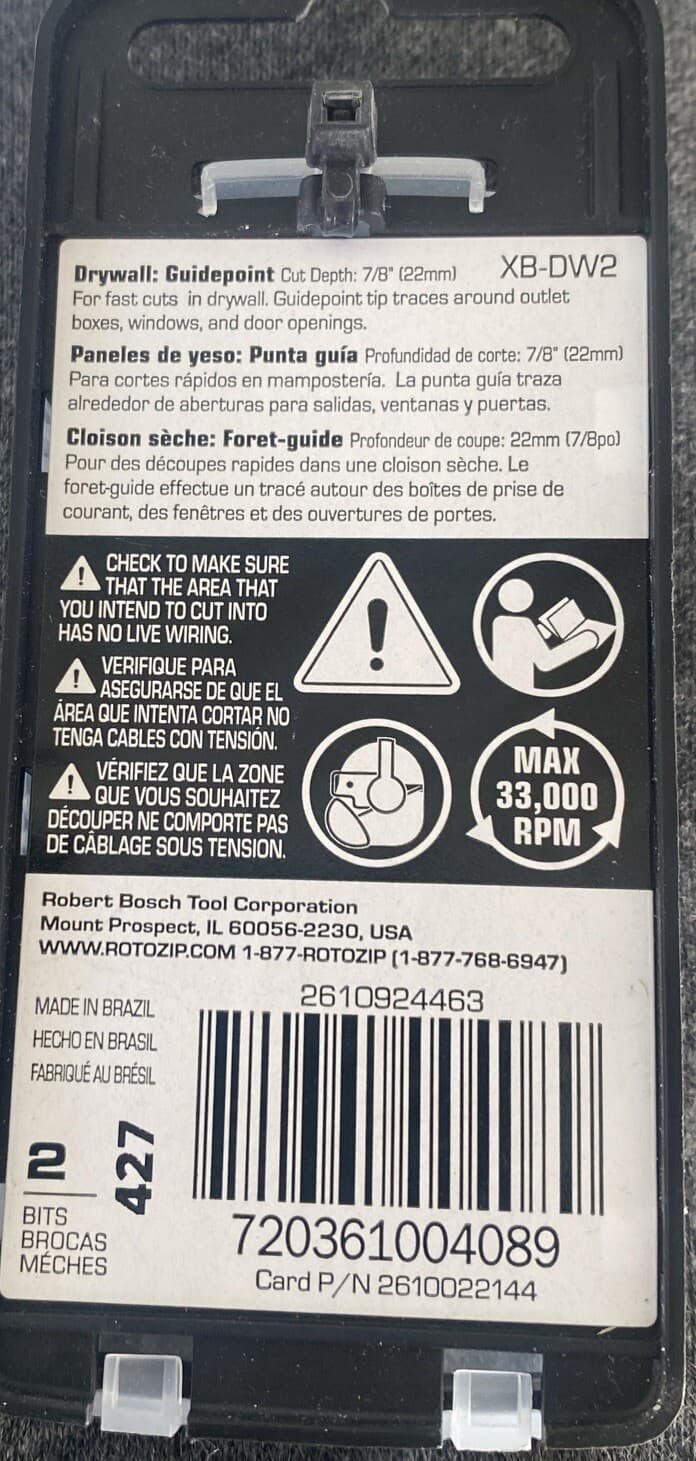 Drywall: Guidepoint Cut Depth: 7/8" (22mm) XB-DW2
For fast cuts in drywall. Guidepoint tip traces around outlet
boxes, windows, and door openings.
Paneles de yeso: Punta guía Profundidad de corte: 7/8" (22mm)
Para cortes rápidos en mampostería. La punta guía traza
alrededor de aberturas para salidas, ventanas y puertas.
Cloison sèche: Foret-guide Profondeur de coupe: 22mm (7/8po)
Pour des découpes rapides dans une cloison sèche. Le
foret-guide effectue un tracé autour des boîtes de prise de
courant, des fenêtres et des ouvertures de portes.
CHECK TO MAKE SURE
THAT THE AREA THAT
YOU INTEND TO CUT INTO
HAS NO LIVE WIRING.
VERIFIQUE PARA
ASEGURARSE DE QUE EL
ÁREA QUE INTENTA CORTAR NO
TENGA CABLES CON TENSIÓN.
VÉRIFIEZ QUE LA ZONE
QUE VOUS SOUHAITEZ
DÉCOUPER NE COMPORTE PAS
DE CÂBLAGE SOUS TENSION.
MAX
33,000
RPM
Robert Bosch Tool Corporation
Mount Prospect, IL 60056-2230, USA
WWW.ROTOZIP.COM 1-877-ROTOZIP (1-877-768-6947)
2610924463
MADE IN BRAZIL
HECHO EN BRASIL
FABRIQUÉ AU BRÉSIL
2
BITS
BROCAS
MÉCHES
427
720361004089
Card P/N 2610022144